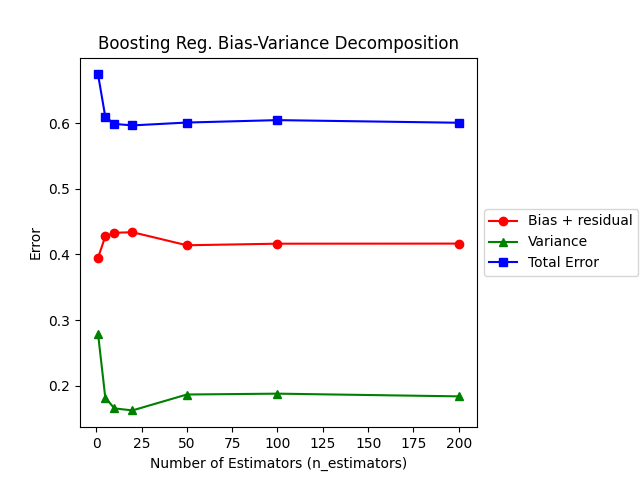 Boosting Reg. Bias-Variance Decomposition
0.6
0.5
0.4
0.3
0.2
Error
0
25
50
75
100
125
150
175
200
Number of Estimators (n_estimators)
Bias + residual
Variance
Total Error